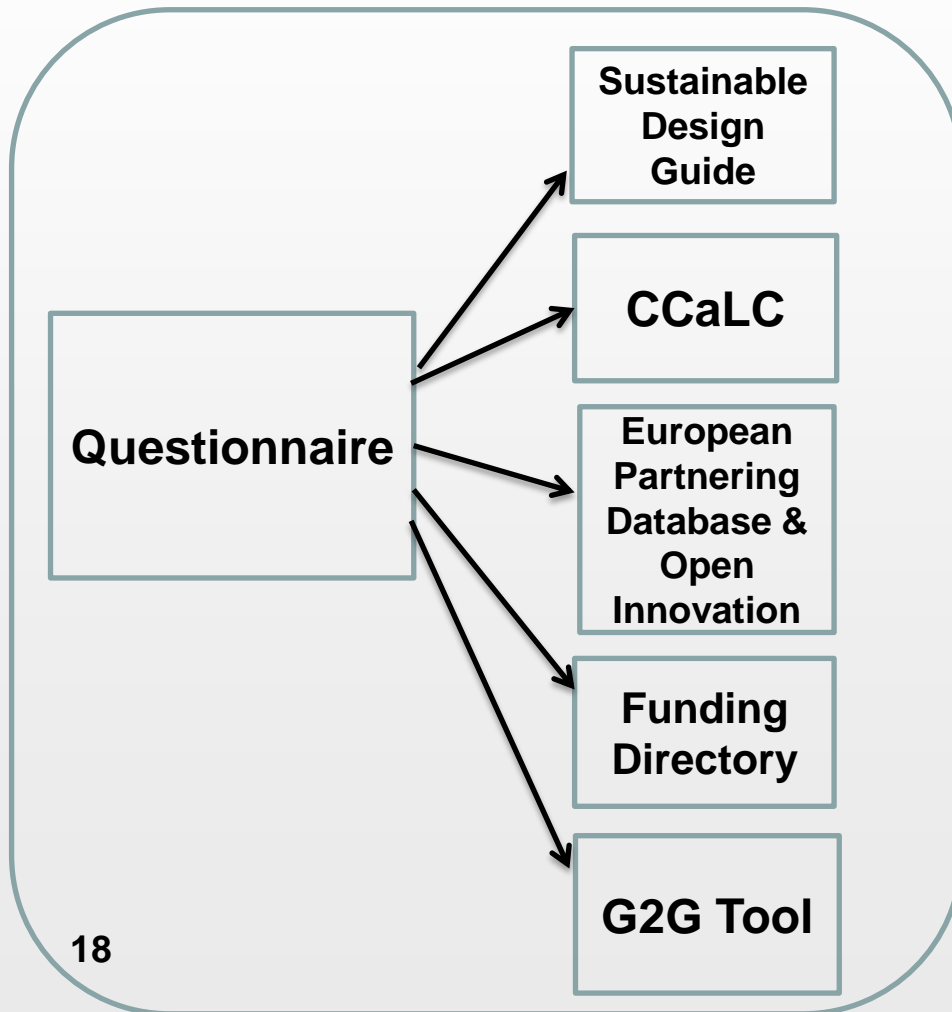 Sustainable
Design
Guide
CCaLC
Questionnaire
European
Partnering
Database &
Open
Innovation
Funding
Directory
G2G Tool
18